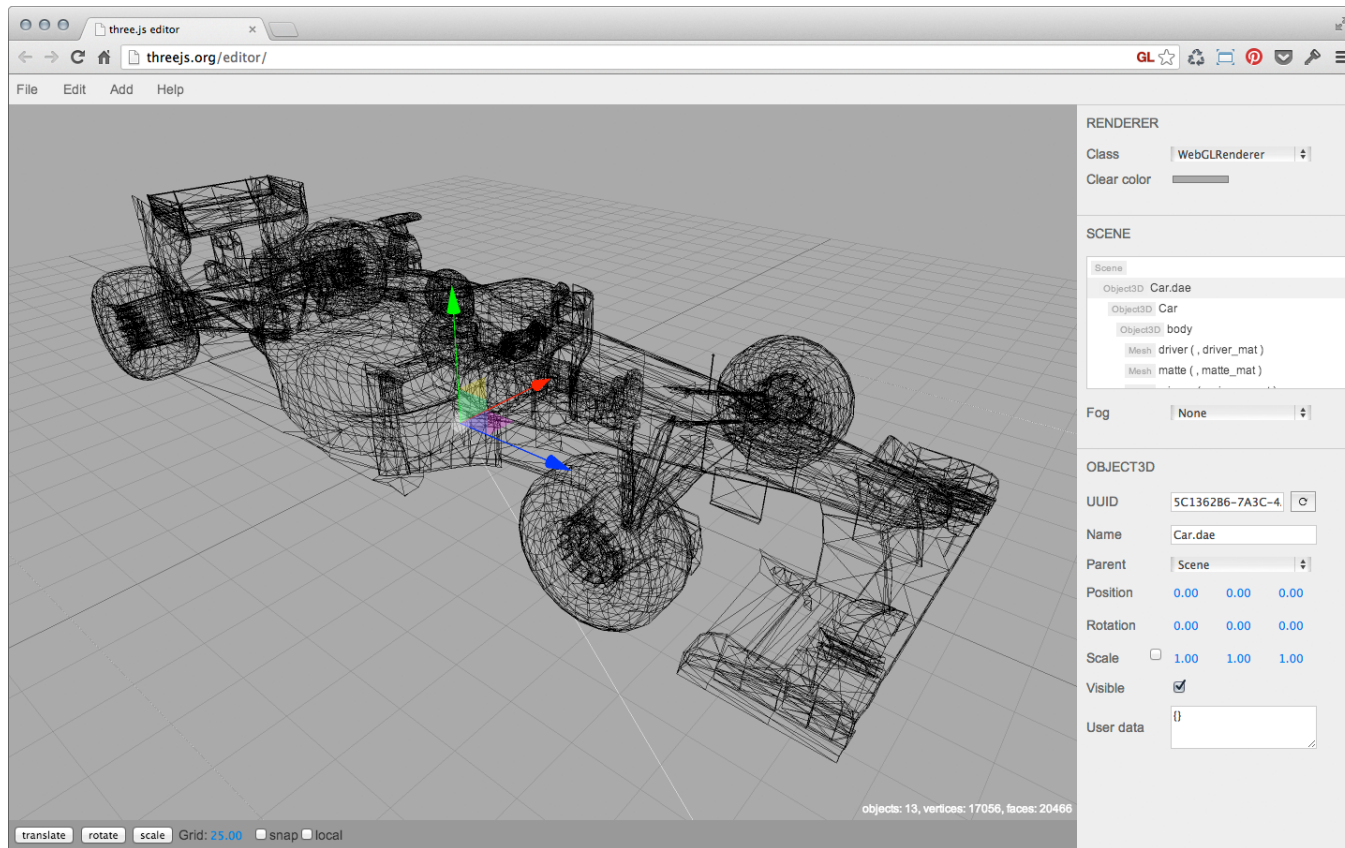 three.js editor
threejs.org/editor/
GL
File Edit Add Help
RENDERER
Class WebGLRenderer
Clear color
SCENE
Scene
Object3D Car.dae
Object3D Car
Object3D body
Mesh driver ( , driver_mat )
Mesh matte ( , matte_mat )
Fog None
OBJECT3D
UUID 5C1362B6-7A3C-4
Name Car.dae
Parent Scene
Position 0.00 0.00 0.00
Rotation 0.00 0.00 0.00
Scale 1.00 1.00 1.00
Visible
User data {}
objects: 13, vertices: 17056, faces: 20466
translate rotate scale Grid: 25.00 snap local